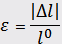 ε = |Δl| / l⁰